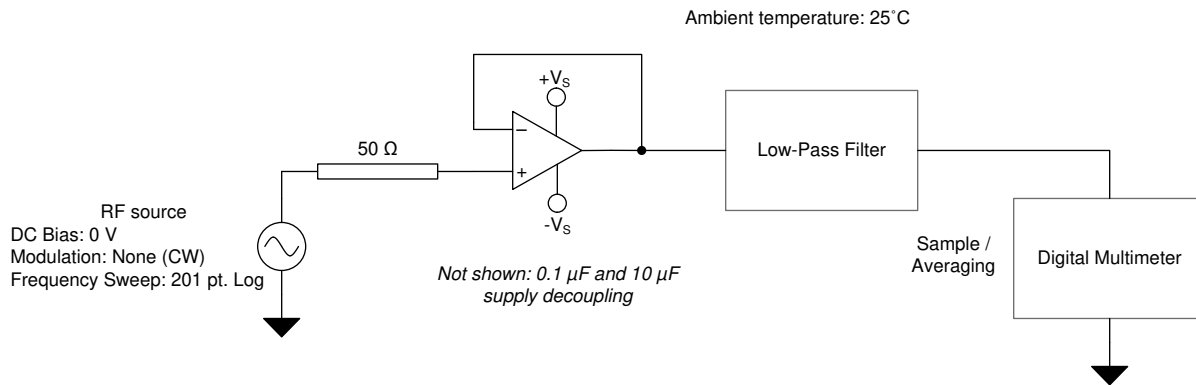 Ambient temperature: 25˚C
+VS
50 Ω
−
+
-VS
Low-Pass Filter
RF source
DC Bias: 0 V
Modulation: None (CW)
Frequency Sweep: 201 pt. Log
Not shown: 0.1 µF and 10 µF
supply decoupling
Sample /
Averaging
Digital Multimeter